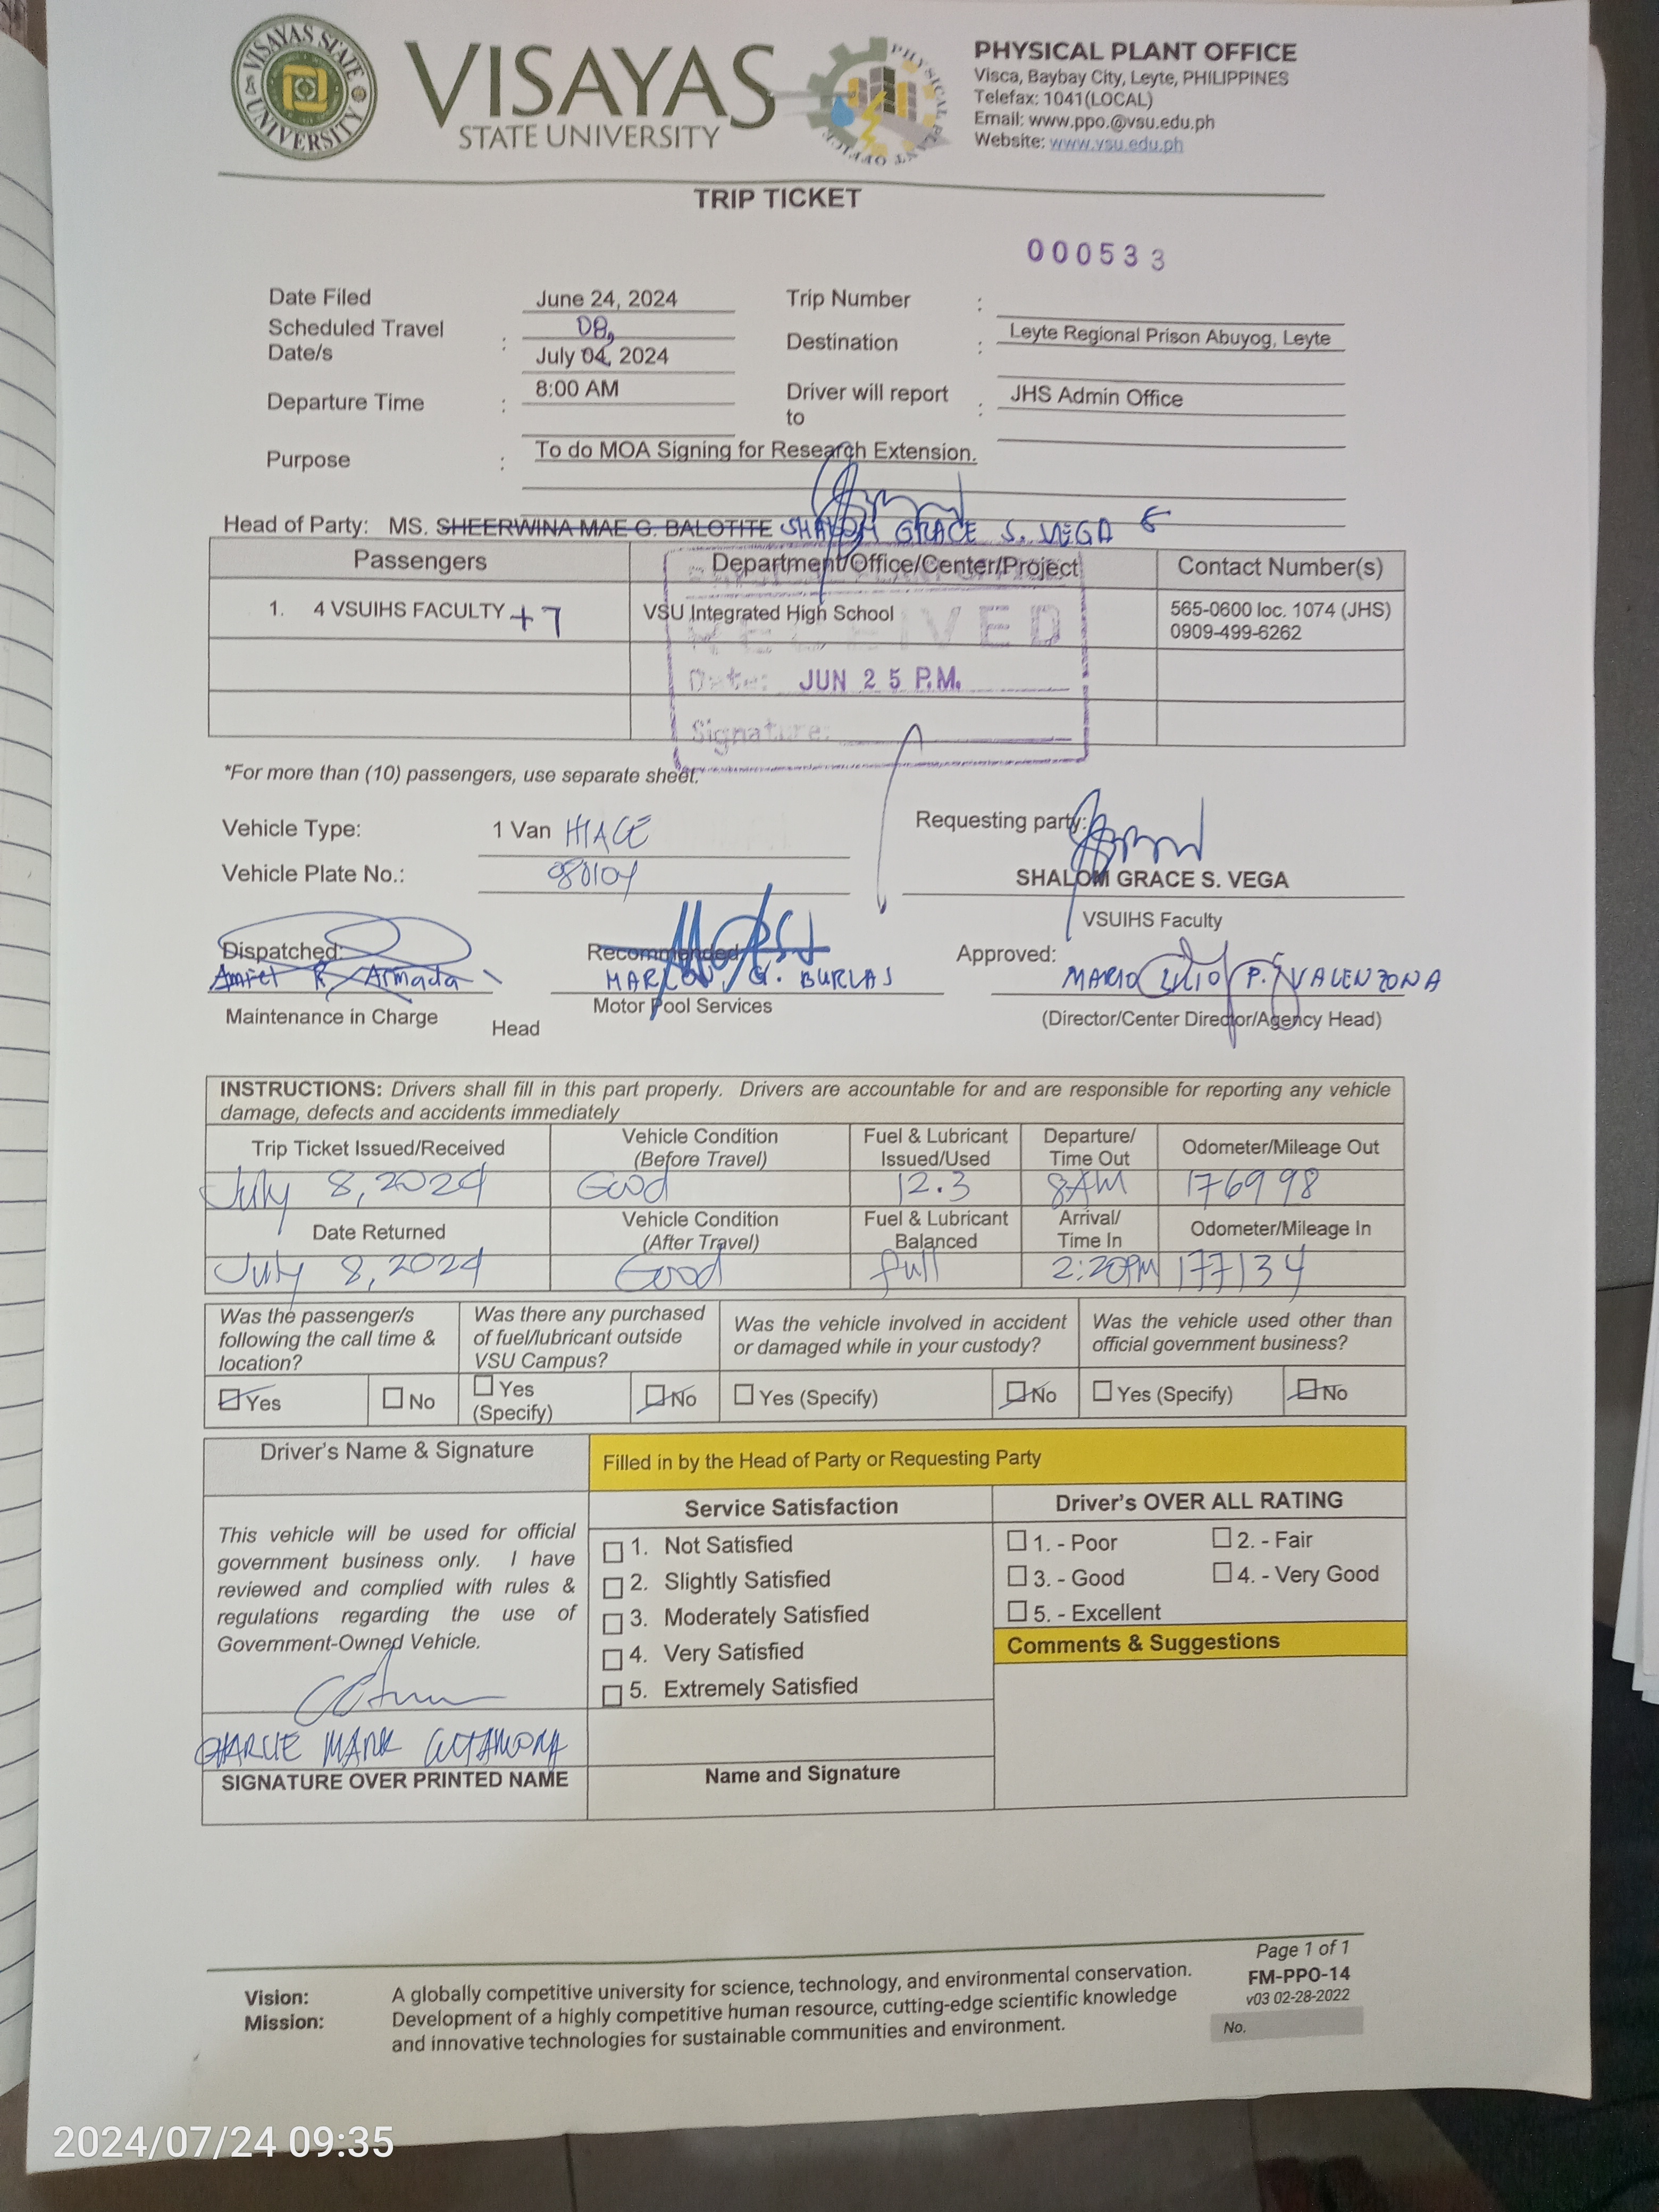 VISAYAS STATE UNIVERSITY
VISAYAS
STATE UNIVERSITY
PHYSICAL PLANT OFFICE
PHYSICAL PLANT OFFICE
Visca, Baybay City, Leyte, PHILIPPINES
Telefax: 1041(LOCAL)
Email: www.ppo.@vsu.edu.ph
Website: www.vsu.edu.ph
TRIP TICKET
000533
Date Filed June 24, 2024 Trip Number :
Scheduled Travel Date/s : 08, July 04, 2024 Destination : Leyte Regional Prison Abuyog, Leyte
Departure Time : 8:00 AM Driver will report to : JHS Admin Office
Purpose : To do MOA Signing for Research Extension.
Head of Party: MS. SHEERWINA MAE G. BALOTITE SHALOM GRACE S. VEGA
Passengers Department/Office/Center/Project Contact Number(s)
1. 4 VSUIHS FACULTY +7 VSU Integrated High School 565-0600 loc. 1074 (JHS)
0909-499-6262
RECEIVED
Date: JUN 25 P.M.
Signature:
*For more than (10) passengers, use separate sheet.
Vehicle Type: 1 Van HIACE Requesting party:
Vehicle Plate No.: 080104 SHALOM GRACE S. VEGA
VSUIHS Faculty
Dispatched: Recommended Approved:
Amiel R. Armada MARLON G. BURLAS MARIO LILIO P. VALENZONA
Maintenance in Charge Head Motor Pool Services (Director/Center Director/Agency Head)
INSTRUCTIONS: Drivers shall fill in this part properly. Drivers are accountable for and are responsible for reporting any vehicle
damage, defects and accidents immediately
Trip Ticket Issued/Received Vehicle Condition (Before Travel) Fuel & Lubricant Issued/Used Departure/ Time Out Odometer/Mileage Out
July 8, 2024 Good 12.3 8AM 176998
Date Returned Vehicle Condition (After Travel) Fuel & Lubricant Balanced Arrival/ Time In Odometer/Mileage In
July 8, 2024 Good full 2:20PM 177134
Was the passenger/s following the call time & location? Was there any purchased of fuel/lubricant outside VSU Campus? Was the vehicle involved in accident or damaged while in your custody? Was the vehicle used other than official government business?
Yes No Yes (Specify) No Yes (Specify) No Yes (Specify) No
Driver's Name & Signature Filled in by the Head of Party or Requesting Party
This vehicle will be used for official
government business only. I have
reviewed and complied with rules &
regulations regarding the use of
Government-Owned Vehicle.
Service Satisfaction
1. Not Satisfied
2. Slightly Satisfied
3. Moderately Satisfied
4. Very Satisfied
5. Extremely Satisfied
Driver's OVER ALL RATING
1. - Poor 2. - Fair
3. - Good 4. - Very Good
5. - Excellent
Comments & Suggestions
MARK
SIGNATURE OVER PRINTED NAME Name and Signature
Page 1 of 1
FM-PPO-14
v03 02-28-2022
No.
Vision: A globally competitive university for science, technology, and environmental conservation.
Mission: Development of a highly competitive human resource, cutting-edge scientific knowledge
and innovative technologies for sustainable communities and environment.
2024/07/24 09:35